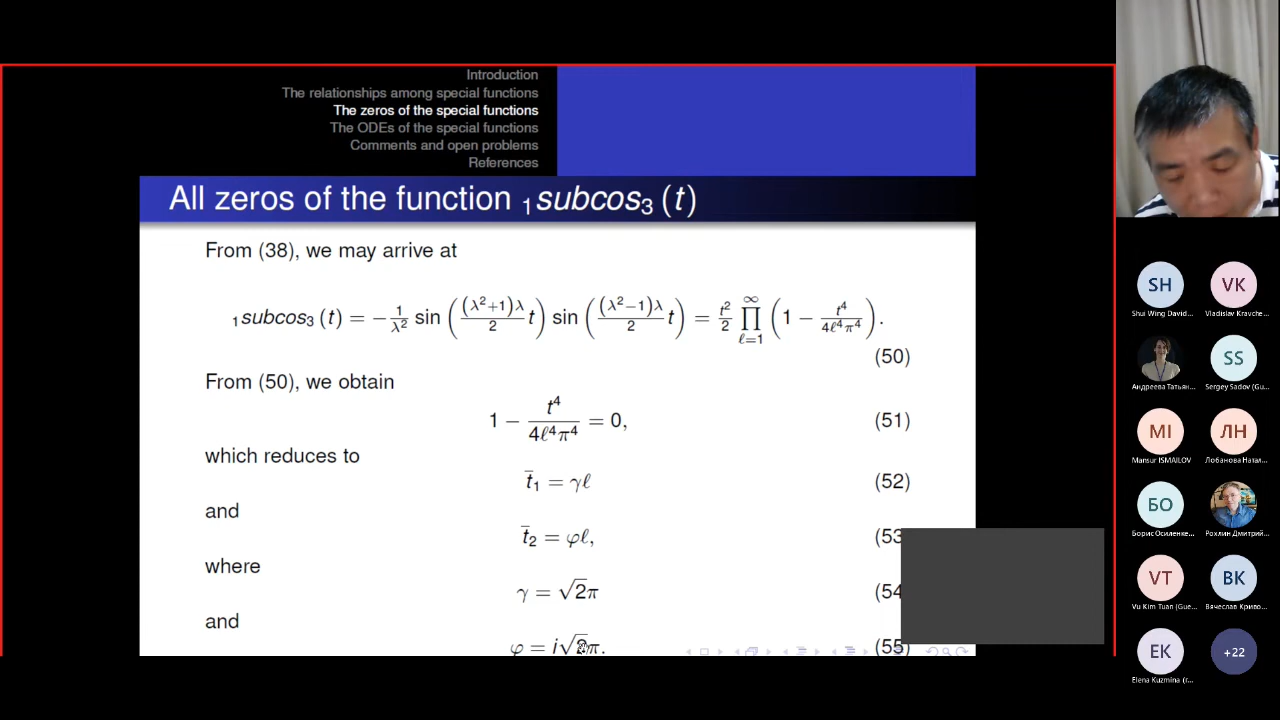 Introduction
The relationships among special functions
The zeros of the special functions
The ODEs of the special functions
Comments and open problems
References
All zeros of the function ₁subcos₃ (t)
From (38), we may arrive at
₁subcos₃ (t) = −1/λ² sin ((λ²+1)λ/2 t) sin ((λ²−1)λ/2 t) = t²/2 ∏_{ℓ=1}^{∞} (1 − t⁴/4ℓ⁴π⁴).
(50)
From (50), we obtain
1 − t⁴/4ℓ⁴π⁴ = 0, (51)
which reduces to
t̄₁ = γℓ (52)
and
t̄₂ = φℓ, (53
where
γ = √2π (54
and
φ = i√2π. (55)
SH
Shui Wing David...
VK
Vladislav Kravche...
Андреева Татьян...
SS
Sergey Sadov (Gu...
MI
Mansur ISMAILOV
ЛН
Лобанова Натал...
БО
Борис Осиленке...
Рохлин Дмитрий...
VT
Vu Kim Tuan (Gue...
ВК
Вячеслав Криво...
EK
Elena Kuzmina (r...
+22